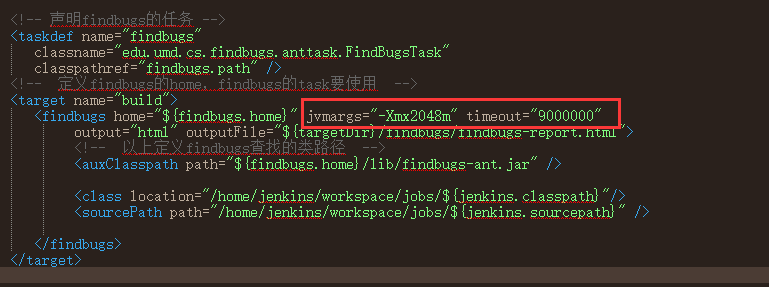 <!-- 声明findbugs的任务 -->
<taskdef name="findbugs"
classname="edu.umd.cs.findbugs.anttask.FindBugsTask"
classpathref="findbugs.path" />
<!-- 定义findbugs的home，findbugs的task要使用 -->
<target name="build">
<findbugs home="${findbugs.home}" jvmargs="-Xmx2048m" timeout="9000000"
output="html" outputFile="${targetDir}/findbugs/findbugs-report.html">
<!-- 以上定义findbugs查找的类路径 -->
<auxClasspath path="${findbugs.home}/lib/findbugs-ant.jar" />
<class location="/home/jenkins/workspace/jobs/${jenkins.classpath}"/>
<sourcePath path="/home/jenkins/workspace/jobs/${jenkins.sourcepath}" />
</findbugs>
</target>